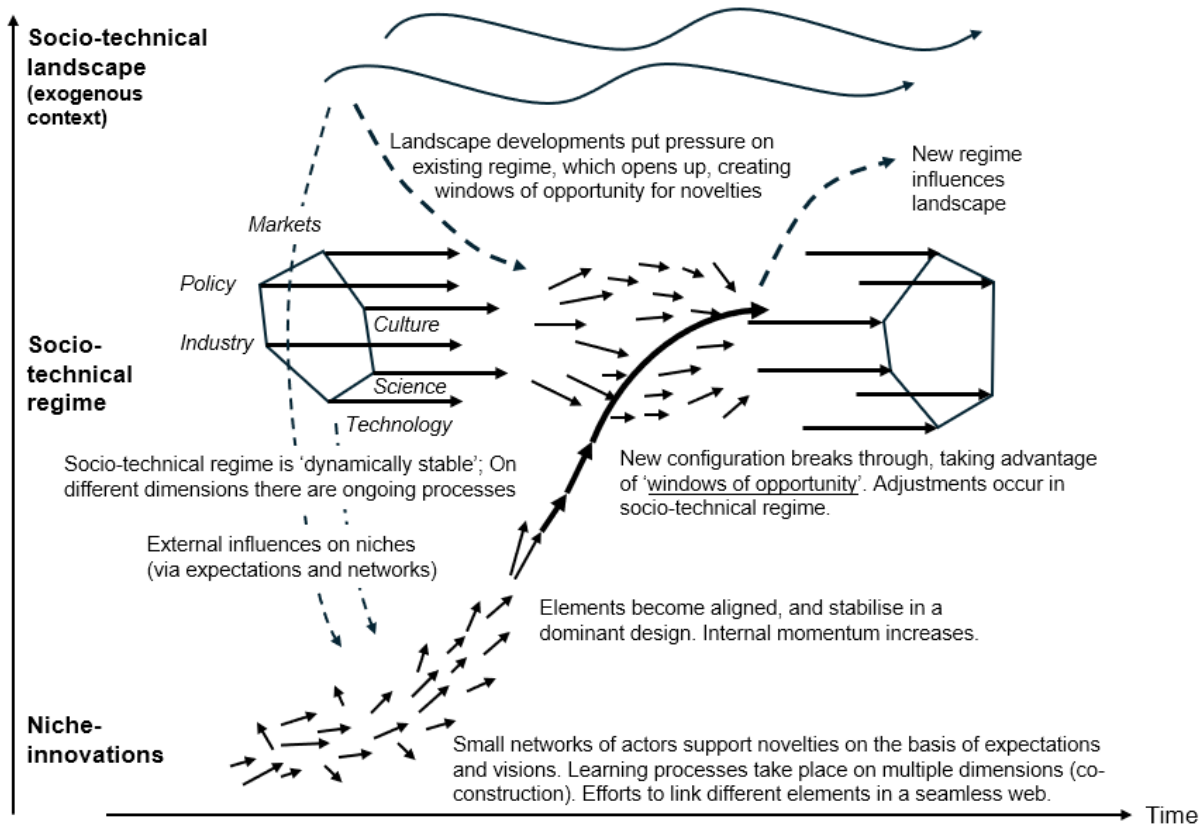 Socio-technical
landscape
(exogenous
context)
Landscape developments put pressure on
existing regime, which opens up, creating
windows of opportunity for novelties
New regime
influences
landscape
Markets
Policy
Culture
Industry
Socio-
technical
regime
Science
Technology
Socio-technical regime is ‘dynamically stable’; On
different dimensions there are ongoing processes
New configuration breaks through, taking advantage
of ‘windows of opportunity’. Adjustments occur in
socio-technical regime.
External influences on niches
(via expectations and networks)
Elements become aligned, and stabilise in a
dominant design. Internal momentum increases.
Niche-
innovations
Small networks of actors support novelties on the basis of expectations
and visions. Learning processes take place on multiple dimensions (co-
construction). Efforts to link different elements in a seamless web.
Time